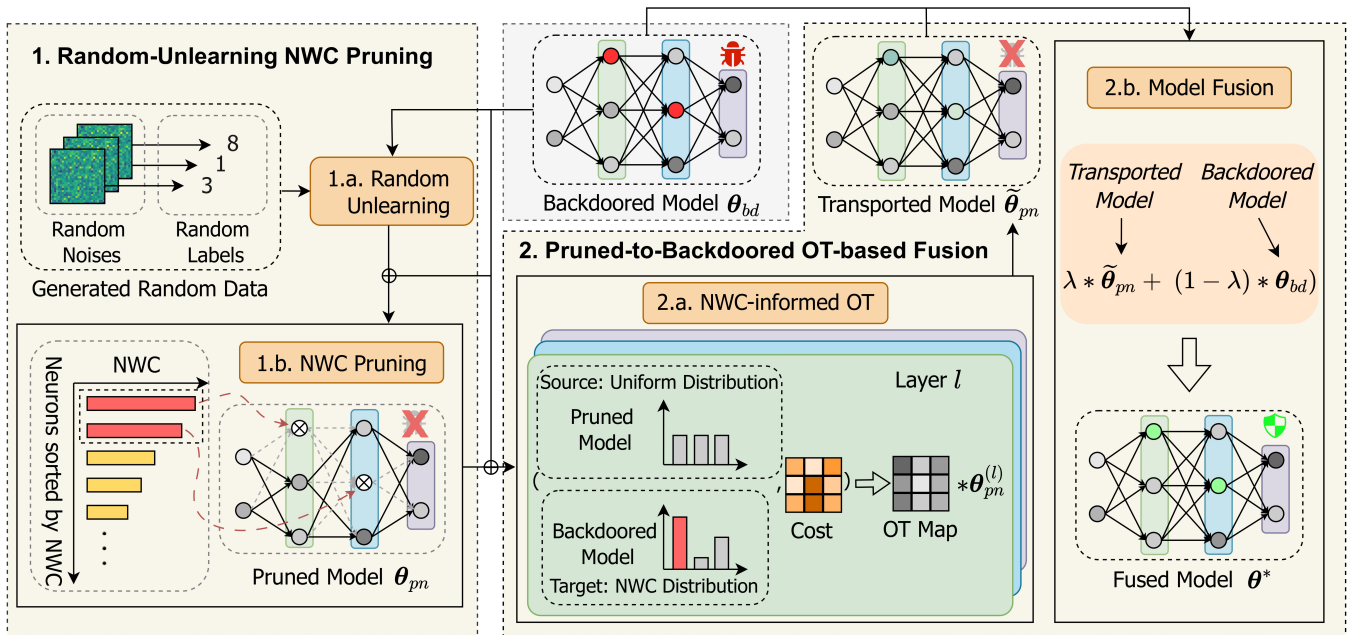 1. Random-Unlearning NWC Pruning
8
1
3
Random
Noises
Random
Labels
Generated Random Data
1.a. Random
Unlearning
Neurons sorted by NWC
NWC
1.b. NWC Pruning
Pruned Model θ_pn
Backdoored Model θ_bd
Transported Model θ̃_pn
2. Pruned-to-Backdoored OT-based Fusion
2.a. NWC-informed OT
Layer l
Source: Uniform Distribution
Pruned
Model
Backdoored
Model
Target: NWC Distribution
( , )
Cost
OT Map
*θ_pn^(l)
2.b. Model Fusion
Transported
Model
Backdoored
Model
λ * θ̃_pn + (1 − λ) * θ_bd)
Fused Model θ*